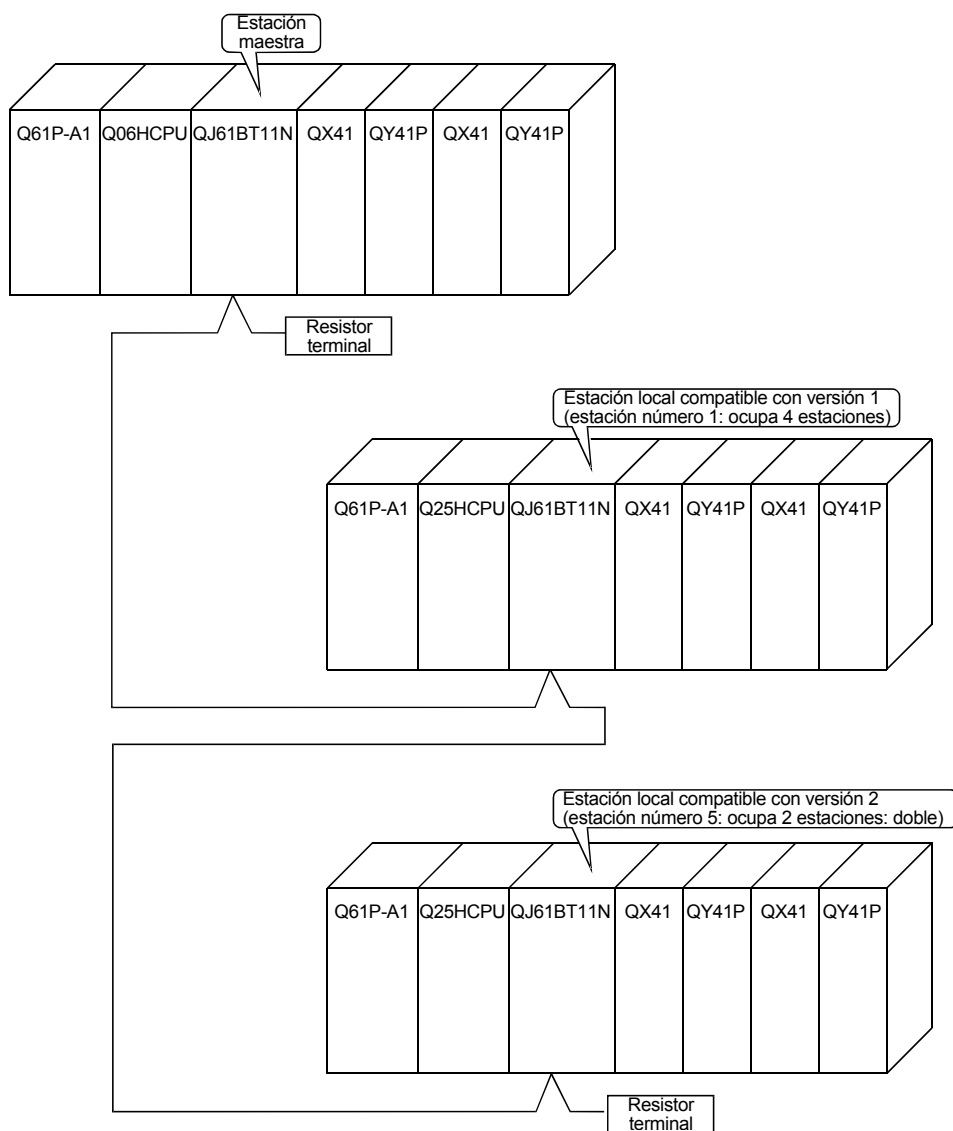 Estación
maestra
Q61P-A1 Q06HCPU QJ61BT11N QX41 QY41P QX41 QY41P
Resistor
terminal
Estación local compatible con versión 1
(estación número 1: ocupa 4 estaciones)
Q61P-A1 Q25HCPU QJ61BT11N QX41 QY41P QX41 QY41P
Estación local compatible con versión 2
(estación número 5: ocupa 2 estaciones: doble)
Q61P-A1 Q25HCPU QJ61BT11N QX41 QY41P QX41 QY41P
Resistor
terminal